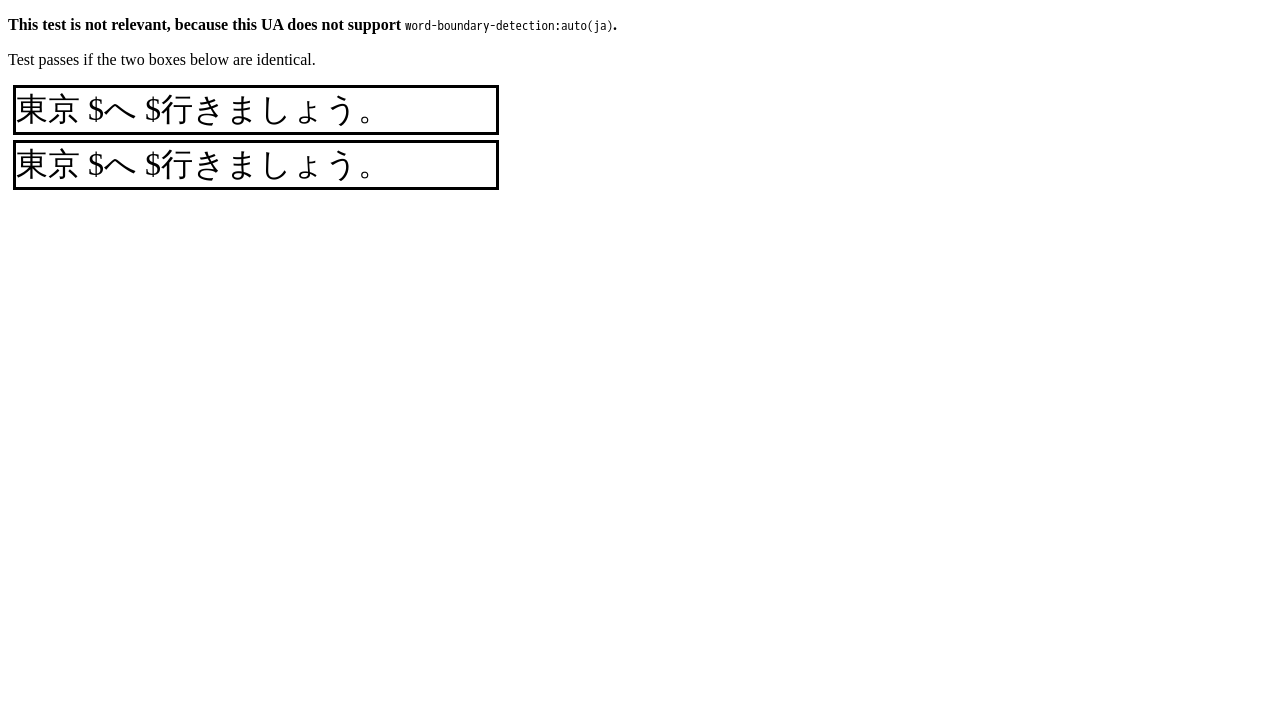 This test is not relevant, because this UA does not support word-boundary-detection:auto(ja).
Test passes if the two boxes below are identical.
東京 $へ $行きましょう。
東京 $へ $行きましょう。